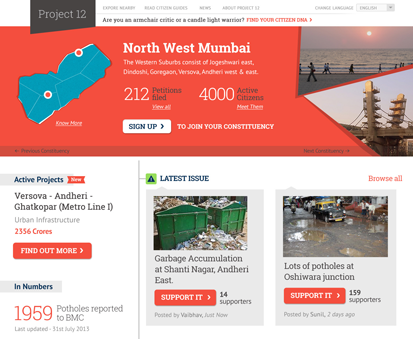 Project 12
EXPORE NEARBY READ CITIZEN GUIDES NEWS ABOUT PROJECT 12 CHANGE LANGUAGE ENGLISH
Are you an armchair critic or a candle light warrior? FIND YOUR CITIZEN DNA ›
North West Mumbai
The Western Suburbs consist of Jogeshwari east,
Dindoshi, Goregaon, Versova, Andheri west & east.
212 Petitions filed
View all
4000 Active Citizens
Meet Them
Know More
SIGN UP › TO JOIN YOUR CONSTITUENCY
← Previous Constituency
Next Constituency →
Active Projects New
Versova - Andheri -
Ghatkopar (Metro Line I)
Urban Infrastructure
2356 Crores
FIND OUT MORE ›
In Numbers
1959 Potholes reported to BMC
Last updated - 31st July 2013
LATEST ISSUE
Browse all
Garbage Accumulation
at Shanti Nagar, Andheri
East.
SUPPORT IT › 14 supporters
Posted by Vaibhav, Just Now
Lots of potholes at
Oshiwara junction
SUPPORT IT › 159 supporters
Posted by Sunil, 2 days ago